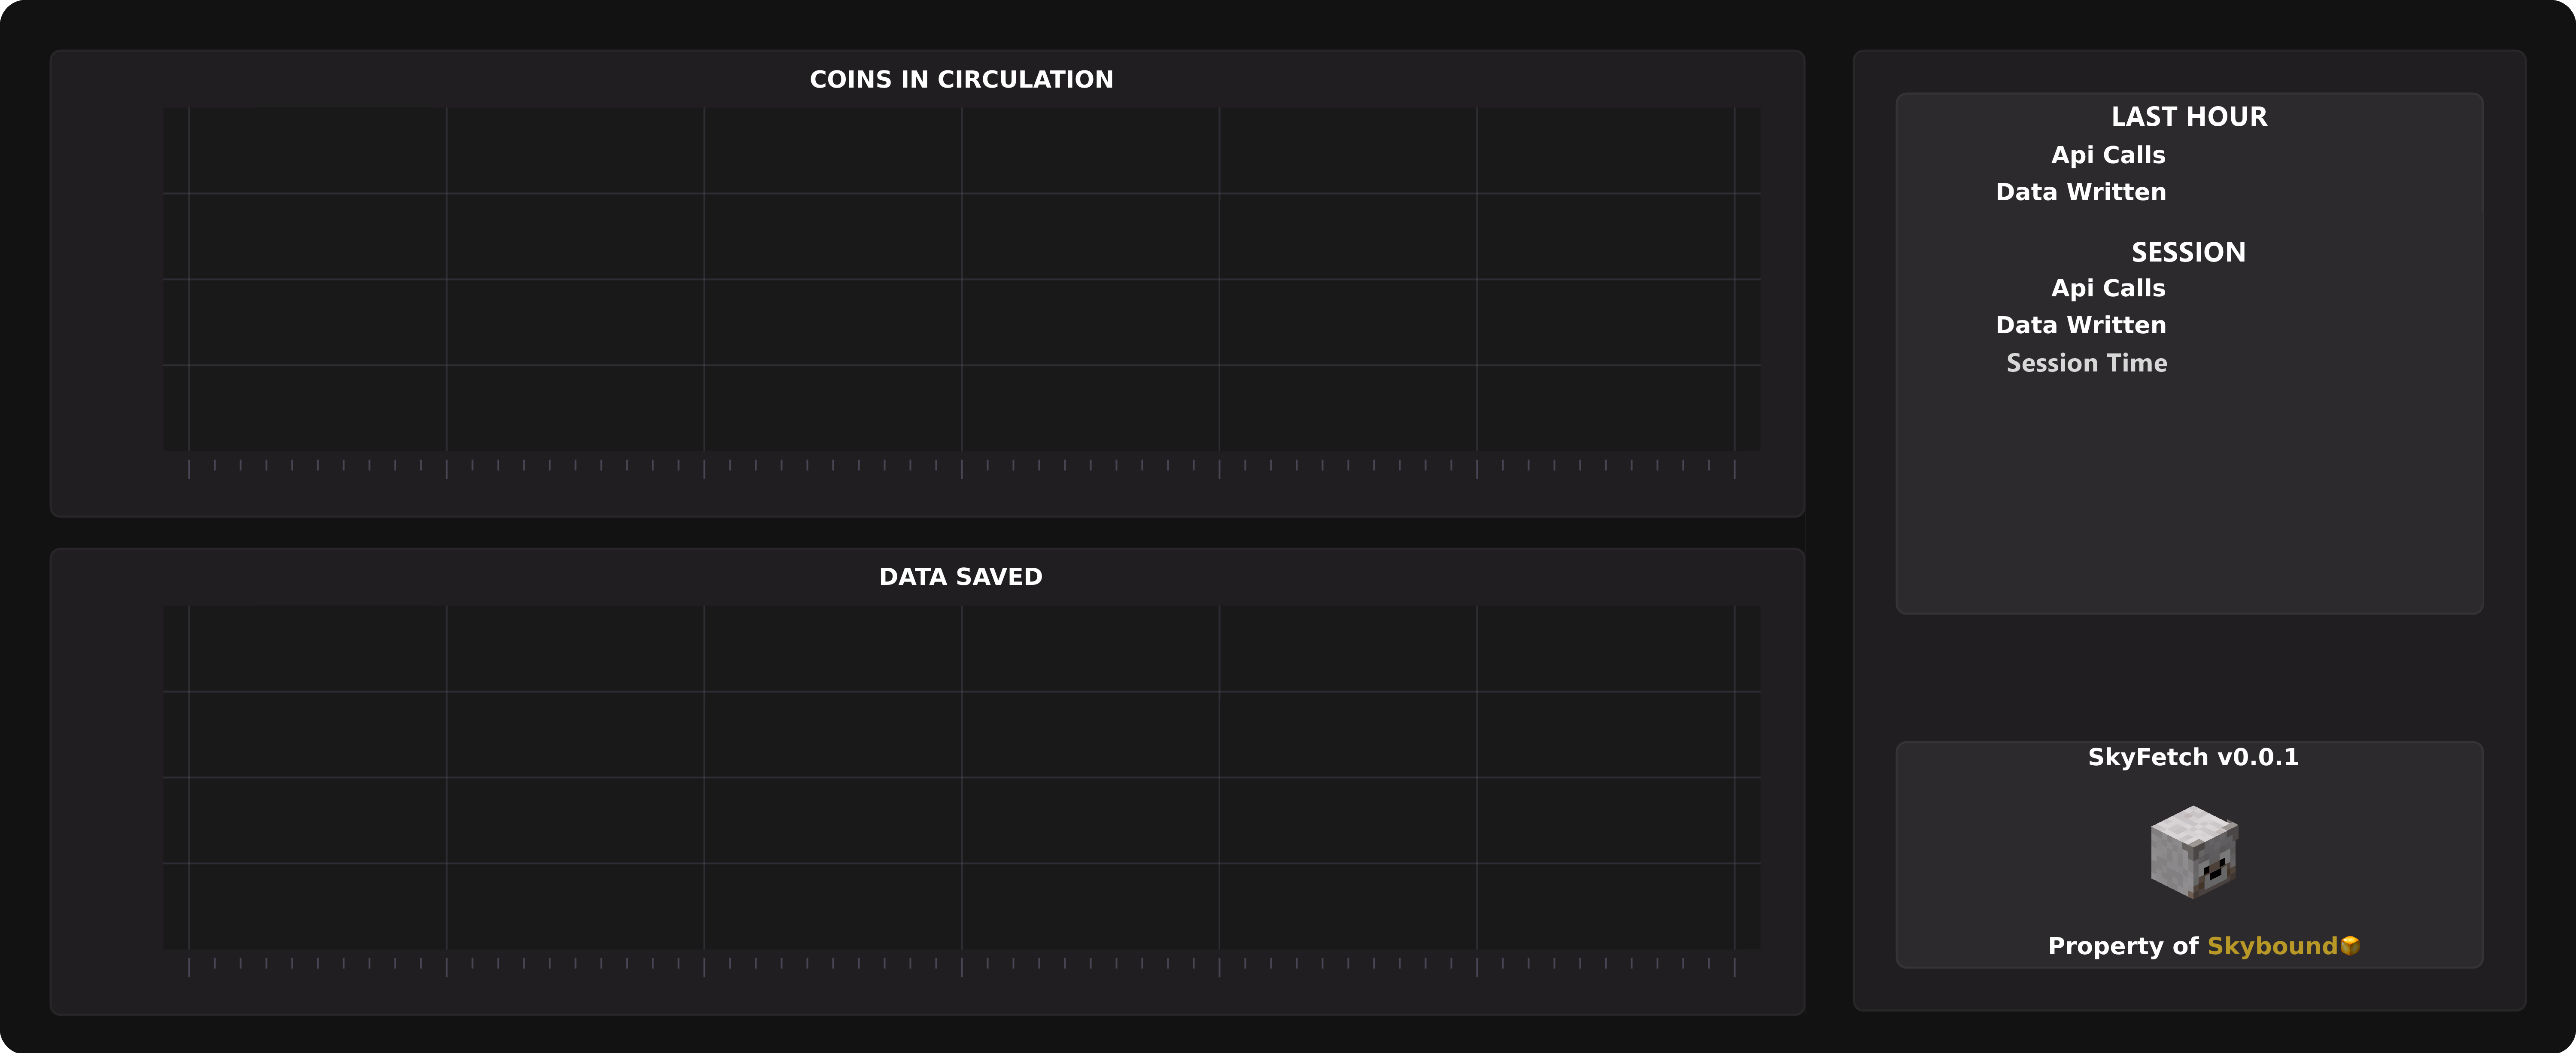 COINS IN CIRCULATION
DATA SAVED
LAST HOUR
Api Calls
Data Written
SESSION
Api Calls
Data Written
Session Time
SkyFetch v0.0.1
Property of Skybound